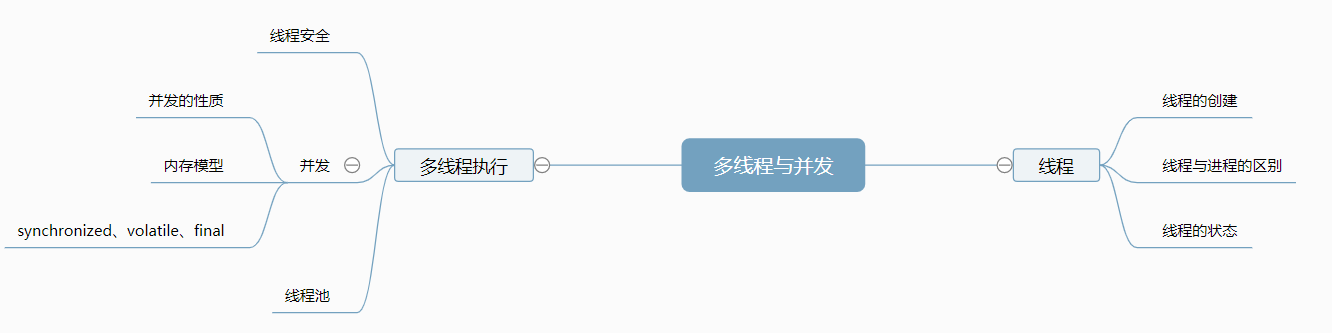 多线程与并发
线程
线程的创建
线程与进程的区别
线程的状态
多线程执行
线程安全
并发
并发的性质
内存模型
synchronized、volatile、final
线程池